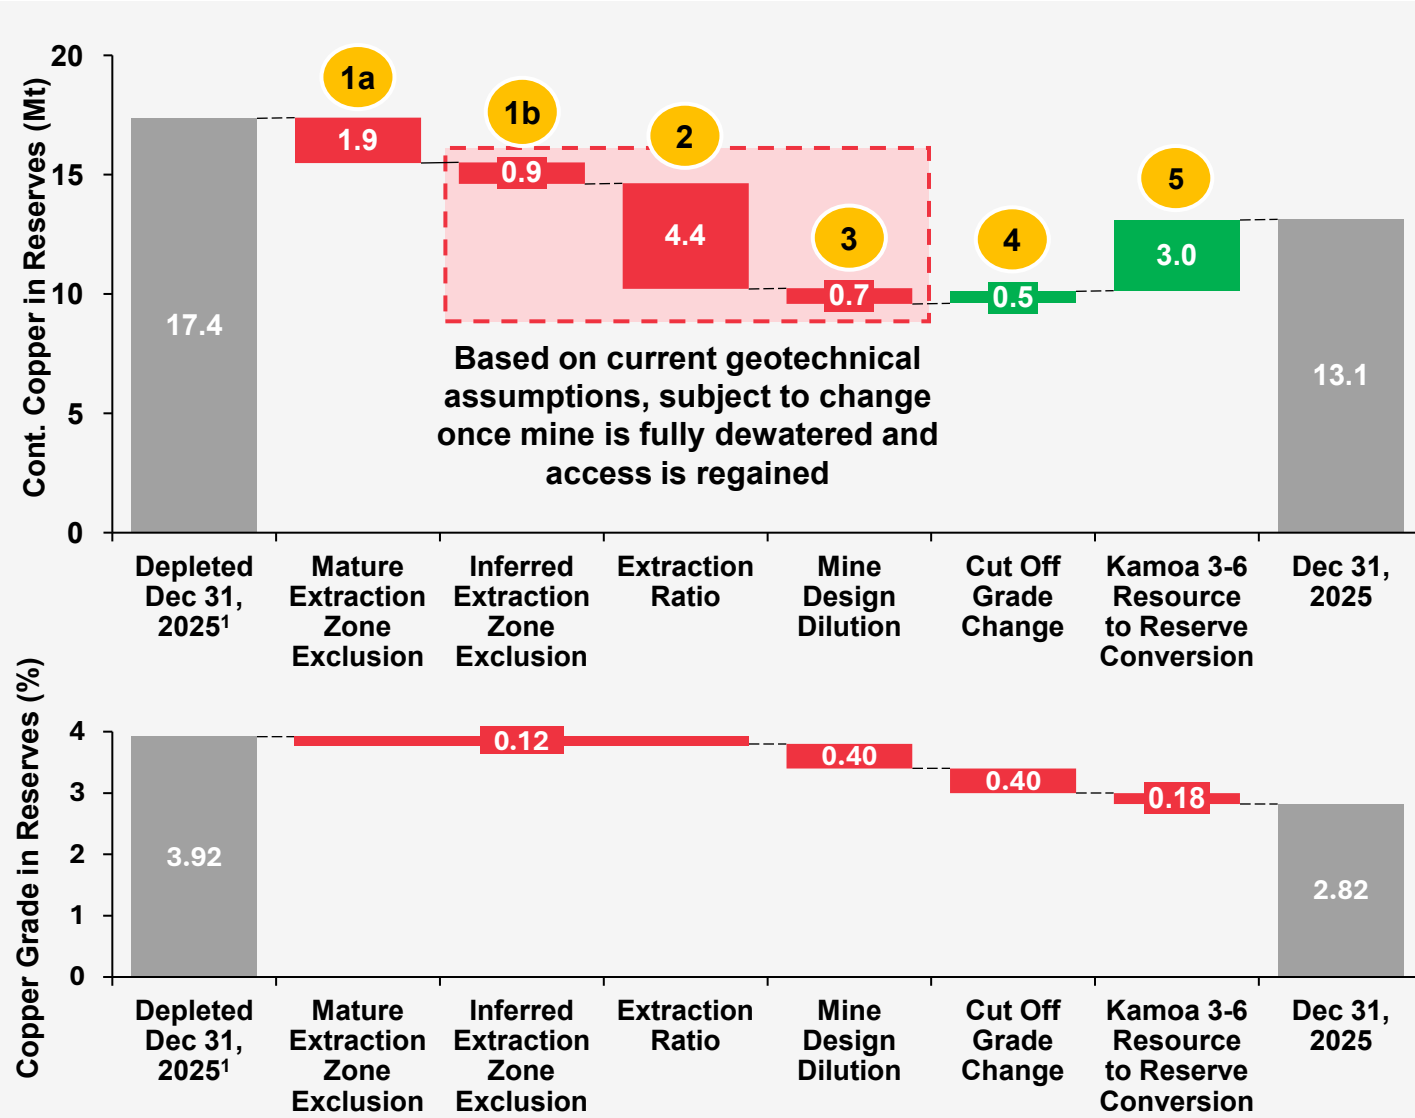 Cont. Copper in Reserves (Mt)
20
15
10
5
0
1a
1b
2
3
4
5
17.4
1.9
0.9
4.4
0.7
0.5
3.0
13.1
Based on current geotechnical
assumptions, subject to change
once mine is fully dewatered and
access is regained
Depleted
Dec 31,
2025¹
Mature
Extraction
Zone
Exclusion
Inferred
Extraction
Zone
Exclusion
Extraction
Ratio
Mine
Design
Dilution
Cut Off
Grade
Change
Kamoa 3-6
Resource
to Reserve
Conversion
Dec 31,
2025
Copper Grade in Reserves (%)
4
3
2
1
0
3.92
0.12
0.40
0.40
0.18
2.82
Depleted
Dec 31,
2025¹
Mature
Extraction
Zone
Exclusion
Inferred
Extraction
Zone
Exclusion
Extraction
Ratio
Mine
Design
Dilution
Cut Off
Grade
Change
Kamoa 3-6
Resource
to Reserve
Conversion
Dec 31,
2025